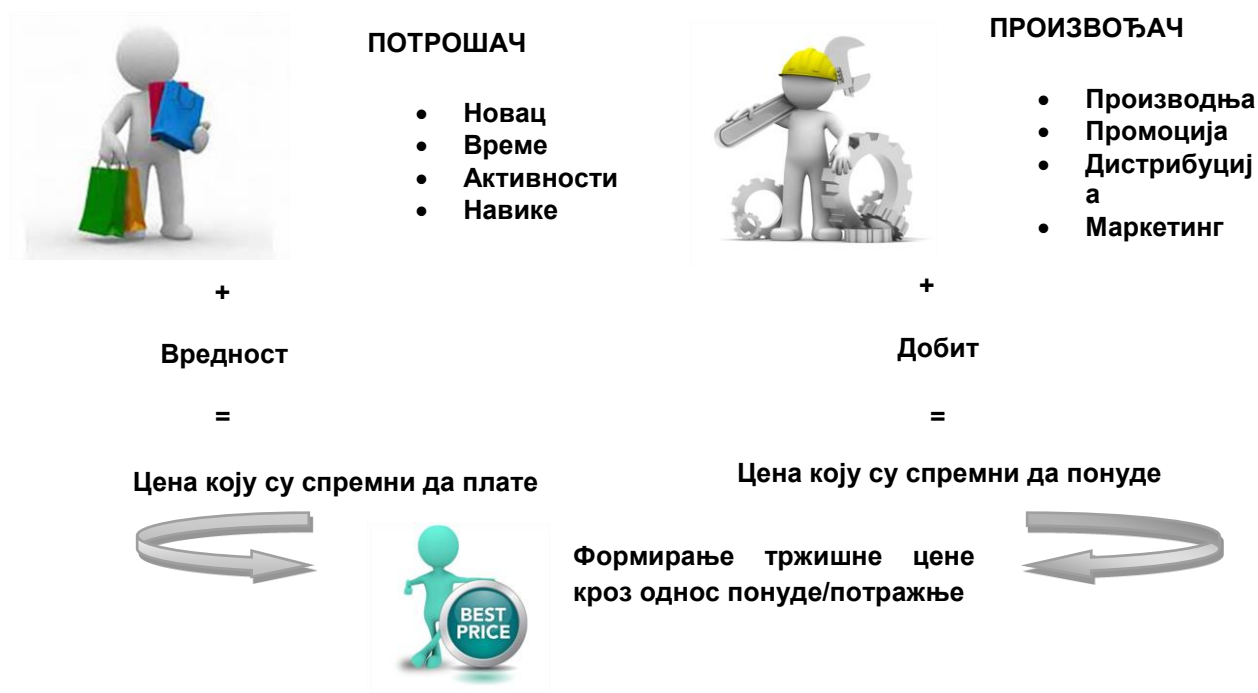 ПОТРОШАЧ
• Новац
• Време
• Активности
• Навике
+
Вредност
=
Цена коју су спремни да плате
ПРОИЗВОЂАЧ
• Производња
• Промоција
• Дистрибуциј
а
• Маркетинг
+
Добит
=
Цена коју су спремни да понуде
BEST
PRICE
Формирање тржишне цене
кроз однос понуде/потражње